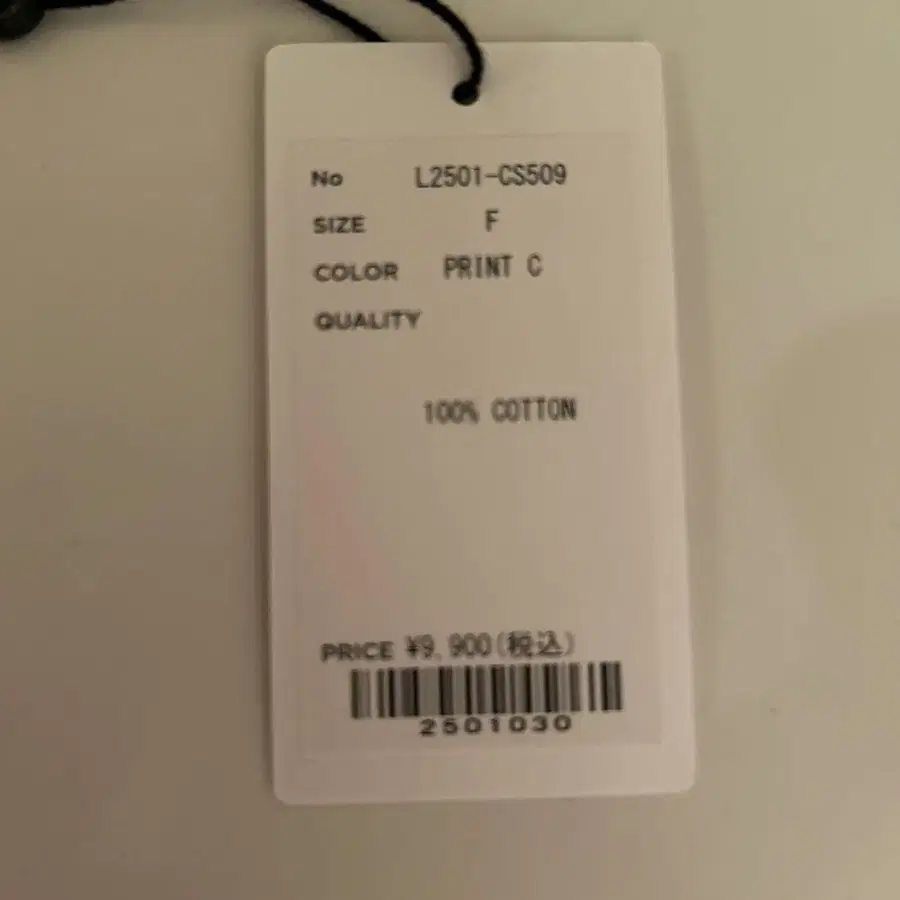 No L2501-CS509
SIZE F
COLOR PRINT C
QUALITY
100% COTTON
PRICE ¥9,900(税込)
2501030